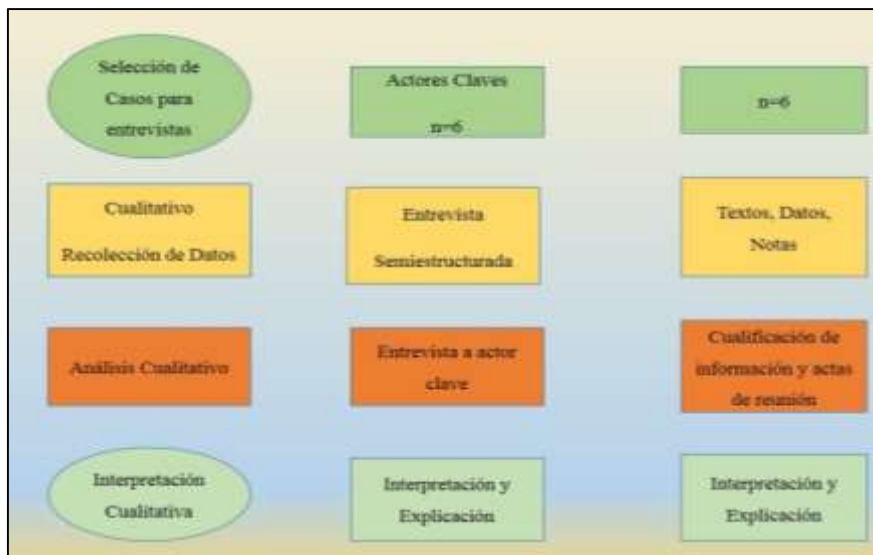 Selección de
Casos para
entrevistas
Actores Claves
n=6
n=6
Cualitativo
Recolección de Datos
Entrevista
Semiestructurada
Textos, Datos,
Notas
Análisis Cualitativo
Entrevista a actor
clave
Cualificación de
información y actas
de reunión
Interpretación
Cualitativa
Interpretación y
Explicación
Interpretación y
Explicación